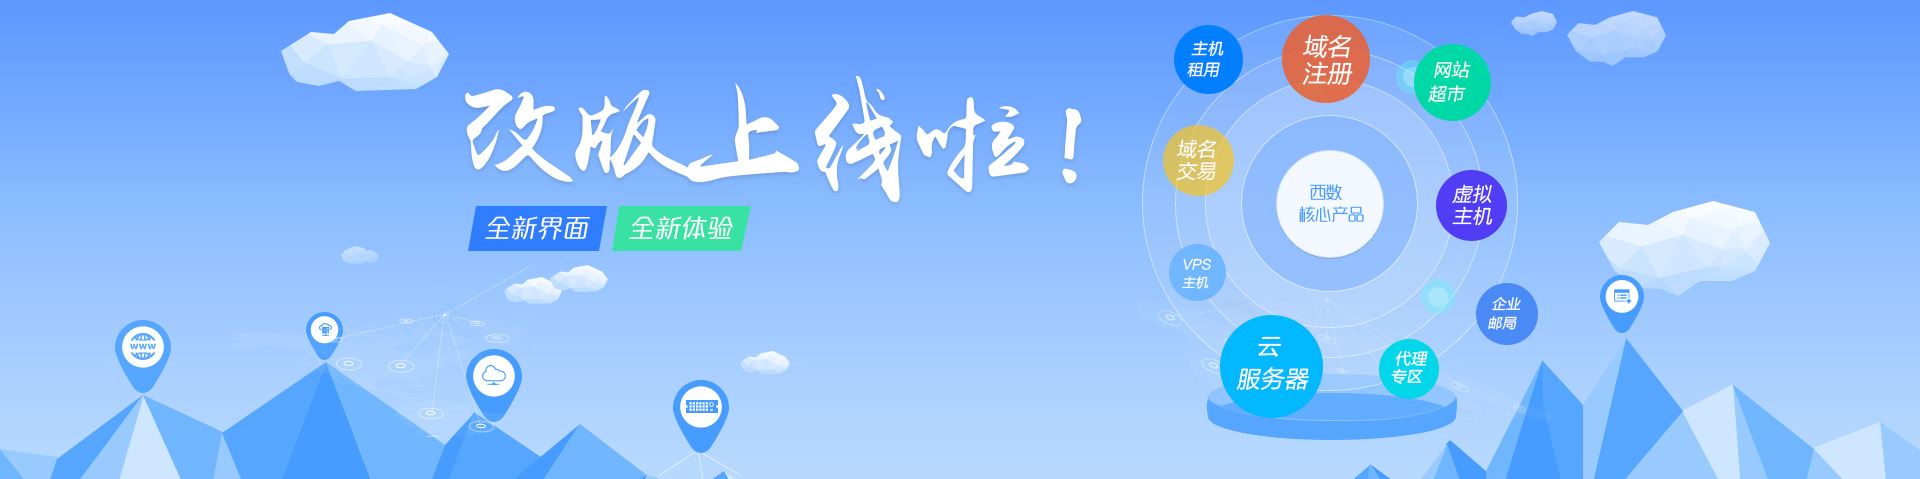 改版上线啦！
全新界面
全新体验
主机
租用
域名
注册
网站
超市
域名
交易
西数
核心产品
虚拟
主机
VPS
主机
企业
邮局
云
服务器
代理
专区
WWW